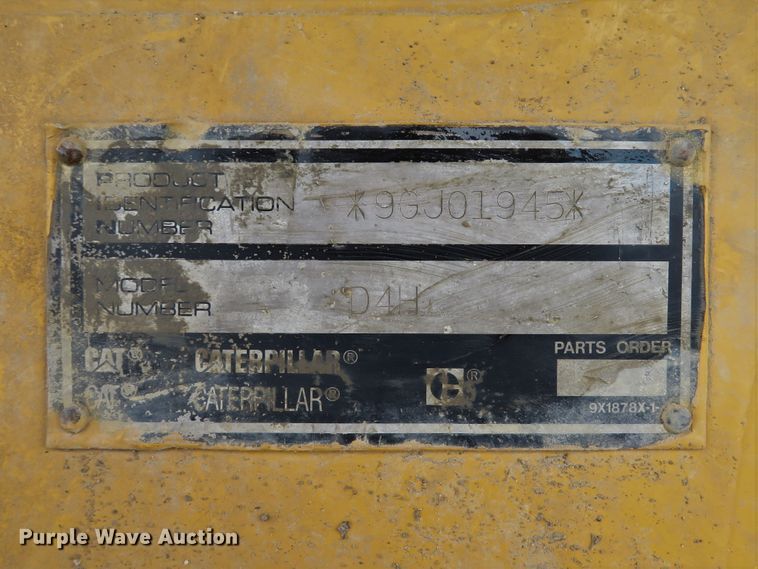 PRODUCT
IDENTIFICATION
NUMBER
*9GJ01945*
MODEL
NUMBER
D4H
CAT® CATERPILLAR®
CAT® CATERPILLAR® ®
PARTS ORDER
9X1878X-1
Purple Wave Auction